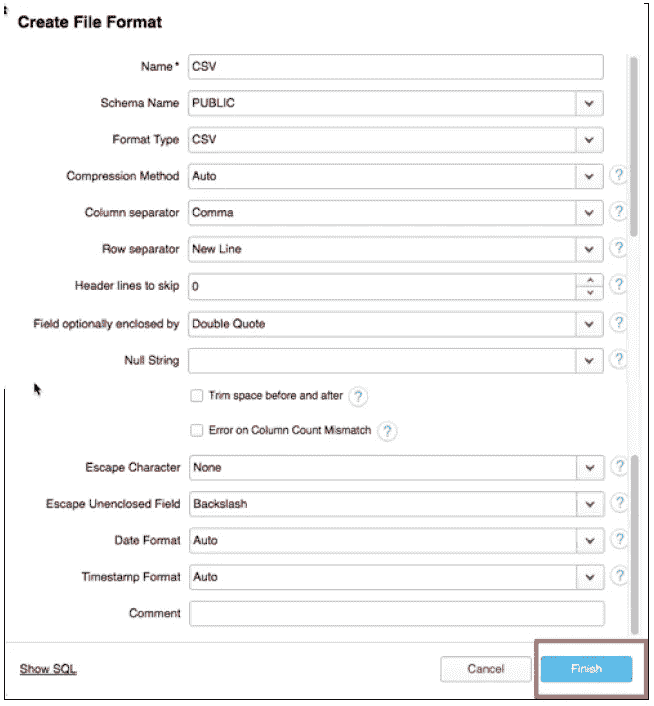 Create File Format
Name* CSV
Schema Name PUBLIC
Format Type CSV
Compression Method Auto ?
Column separator Comma ?
Row separator New Line ?
Header lines to skip 0 ?
Field optionally enclosed by Double Quote ?
Null String ?
Trim space before and after ?
Error on Column Count Mismatch ?
Escape Character None ?
Escape Unenclosed Field Backslash ?
Date Format Auto ?
Timestamp Format Auto ?
Comment
Show SQL Cancel Finish